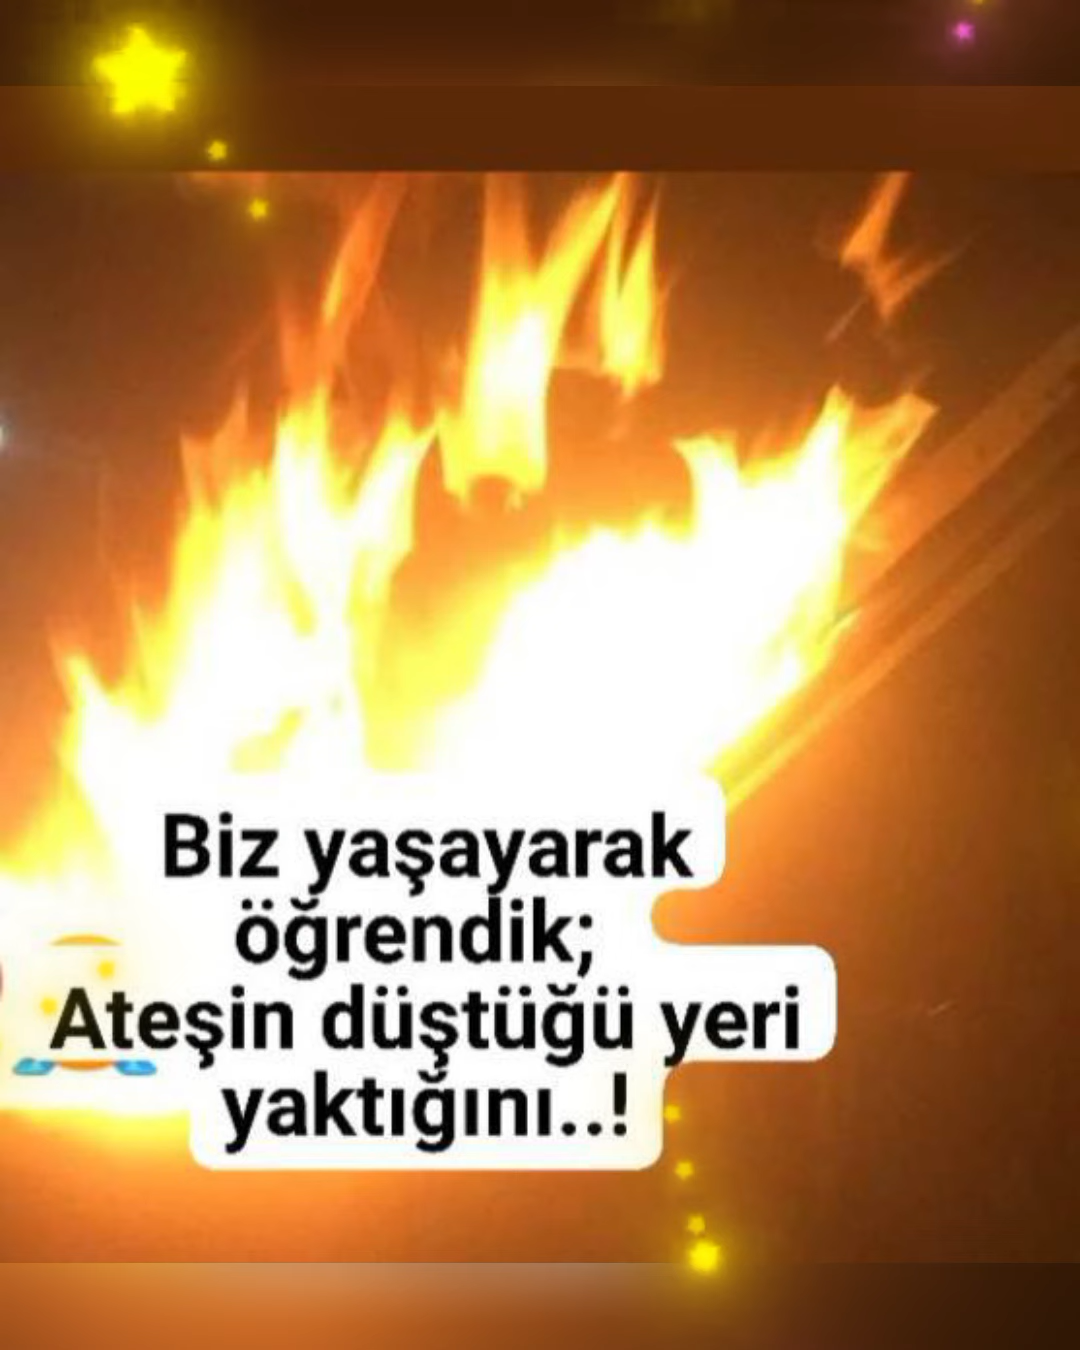 Biz yaşayarak
öğrendik;
Ateşin düştüğü yeri
yaktığını..!